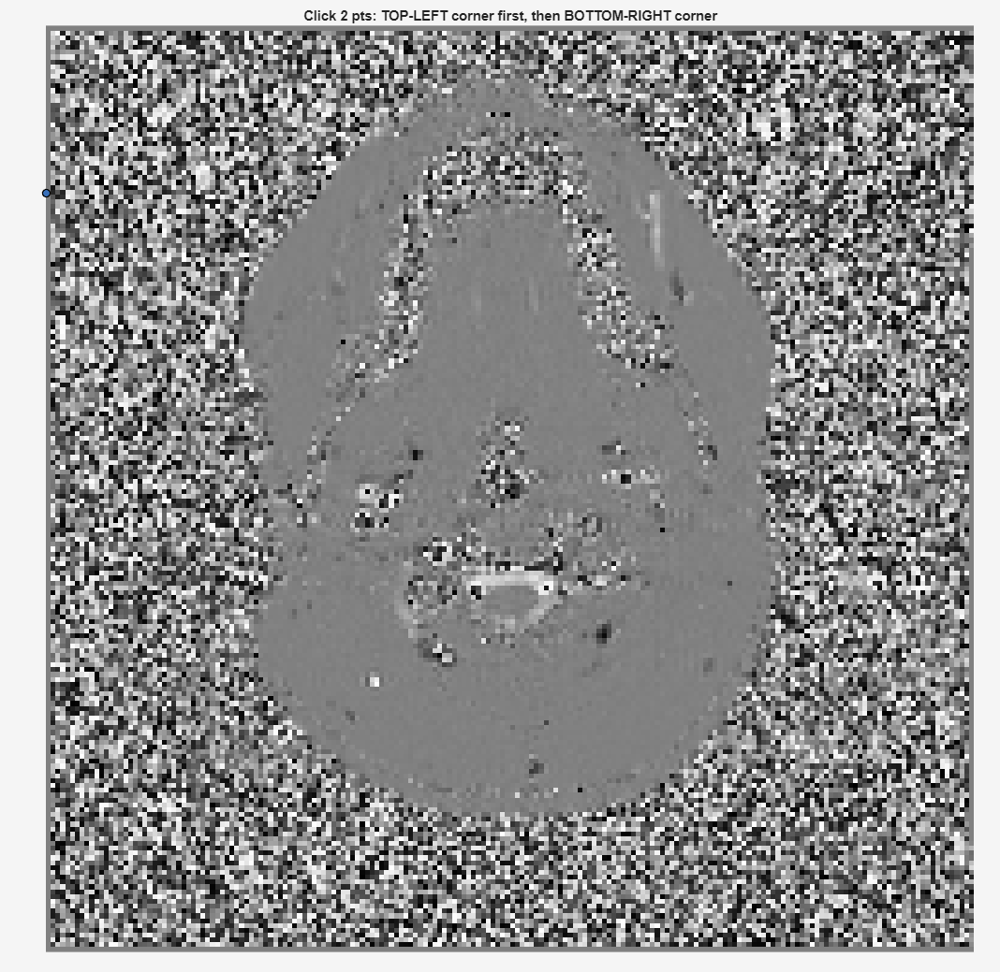 Click 2 pts: TOP-LEFT corner first, then BOTTOM-RIGHT corner